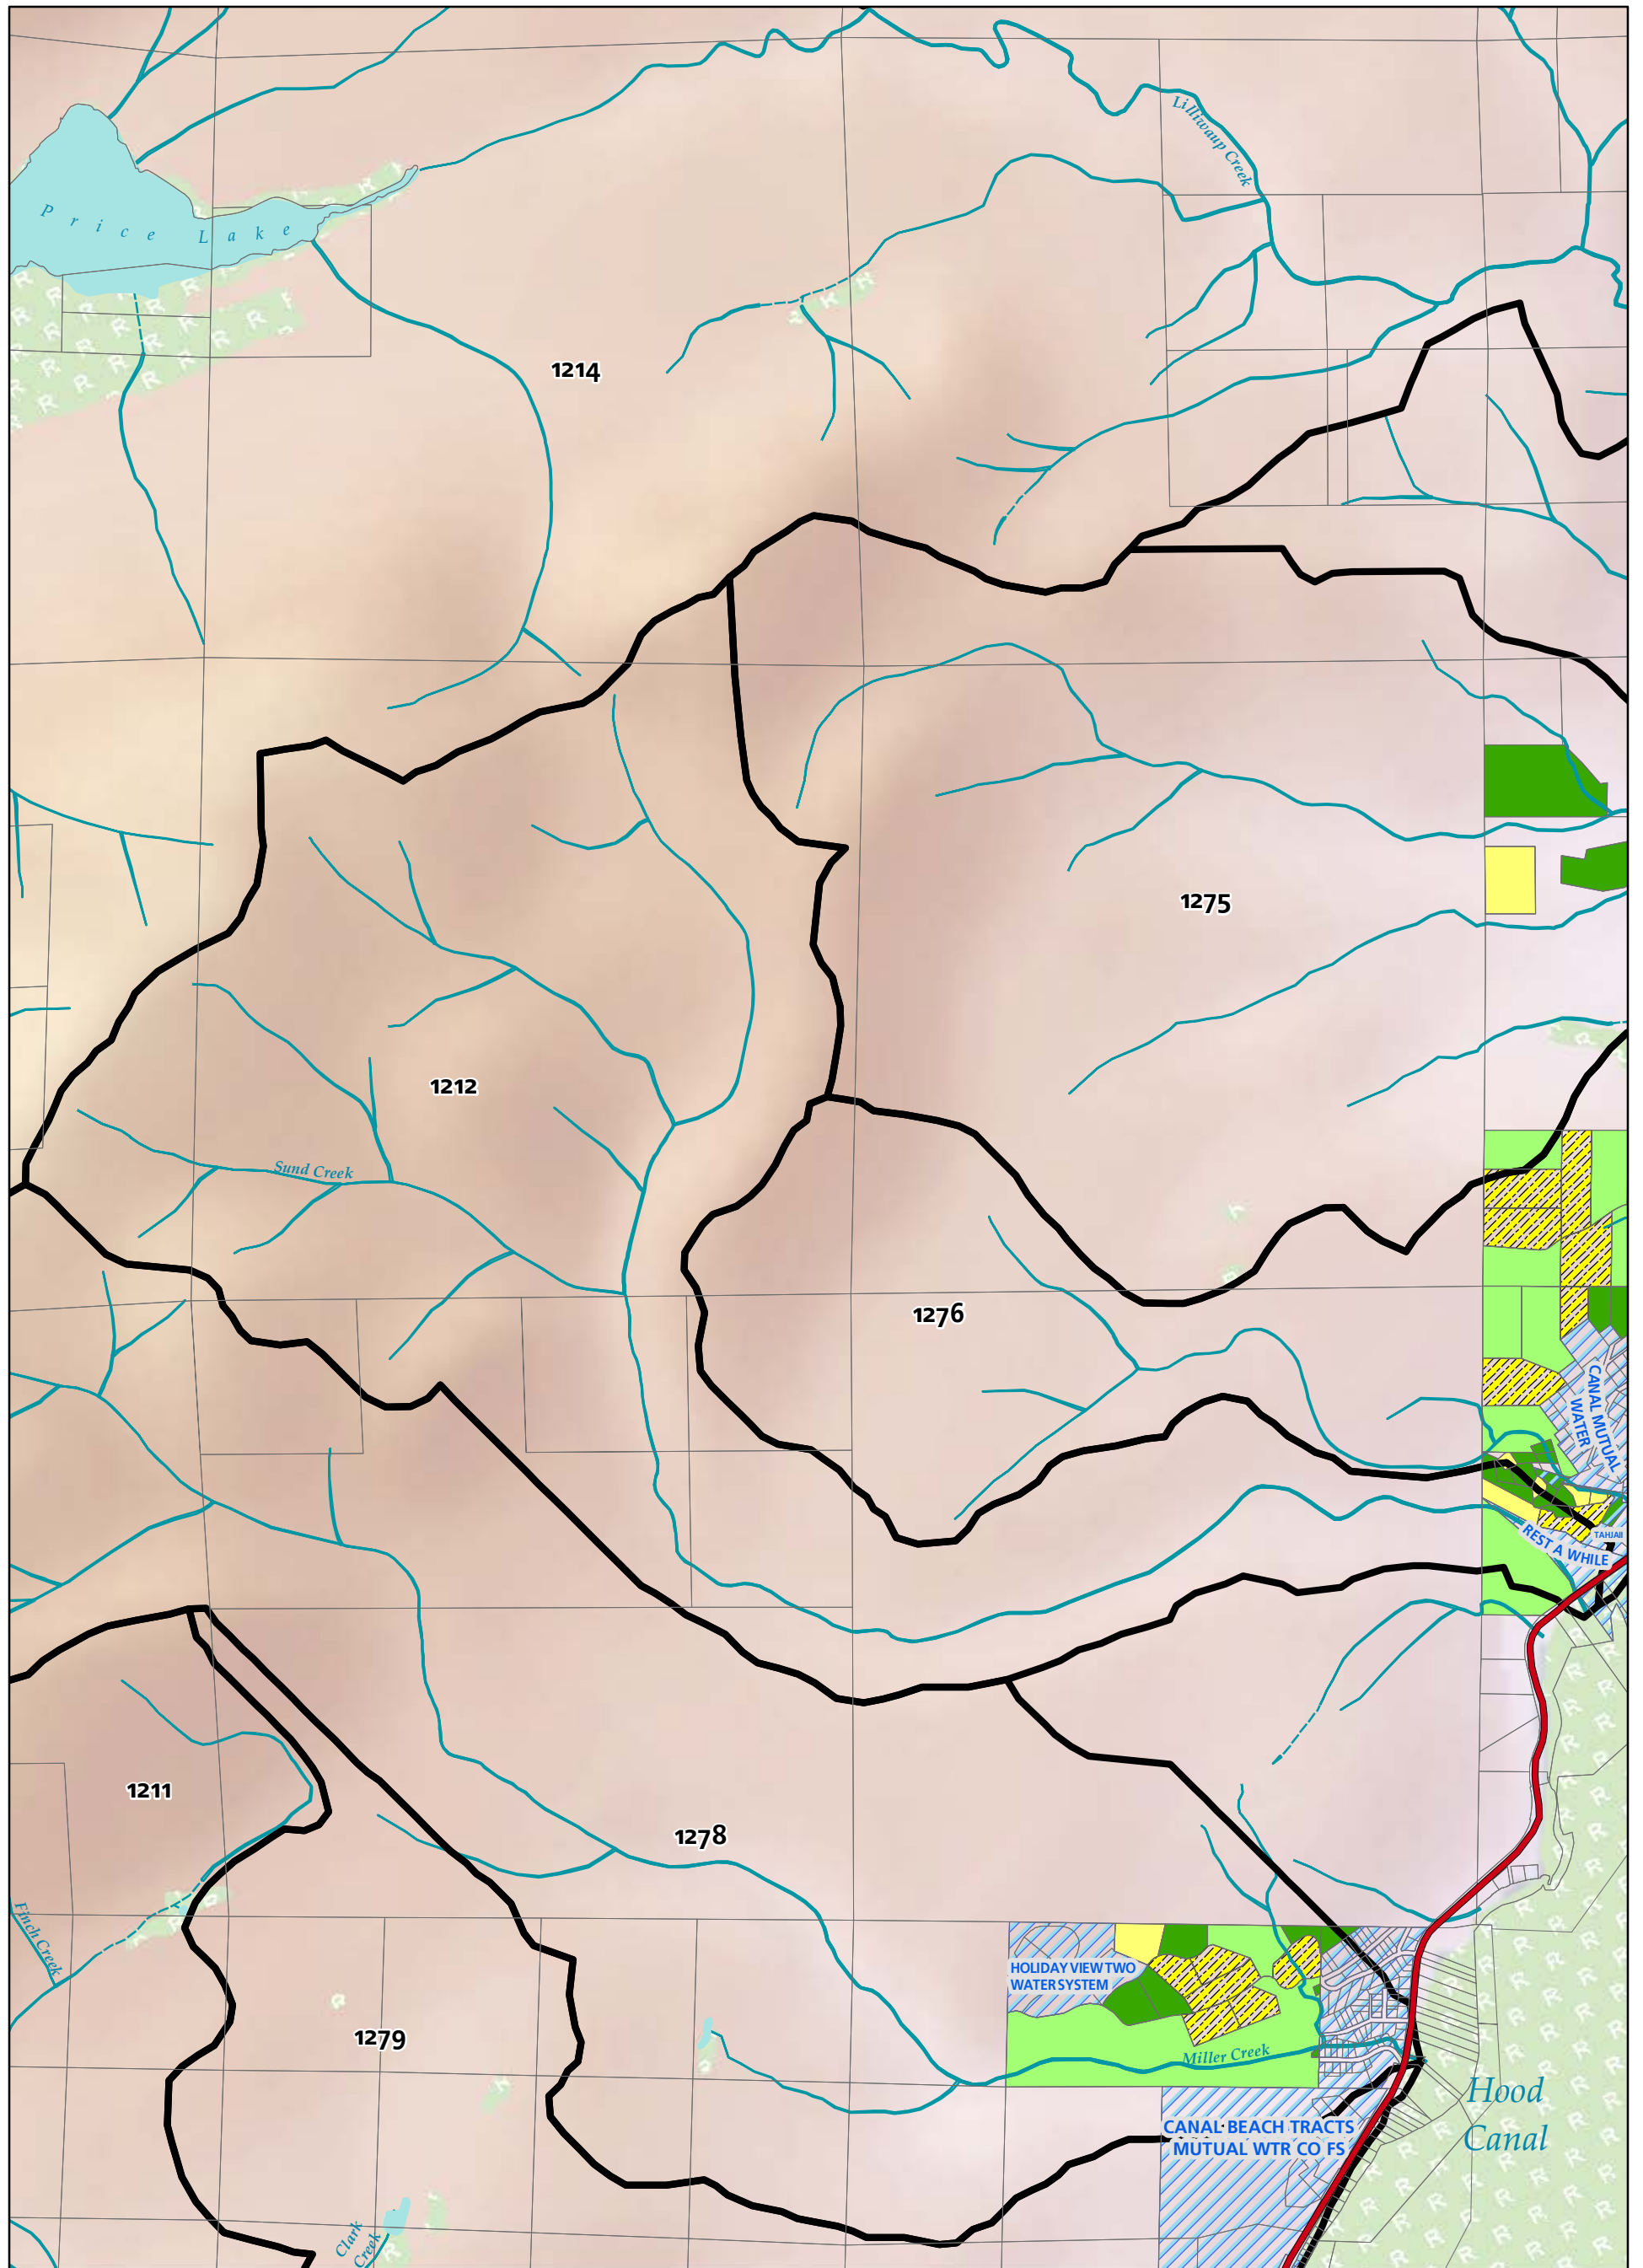 Lilliwaup Creek
Price Lake
1214
1275
1212
Sund Creek
1276
CANAL MUTUAL
WATER
TAHJAII
REST A WHILE
1211
1278
Finch Creek
HOLIDAY VIEW TWO
WATER SYSTEM
1279
Miller Creek
Hood
Canal
CANAL BEACH TRACTS
MUTUAL WTR CO FS
Clark
Creek